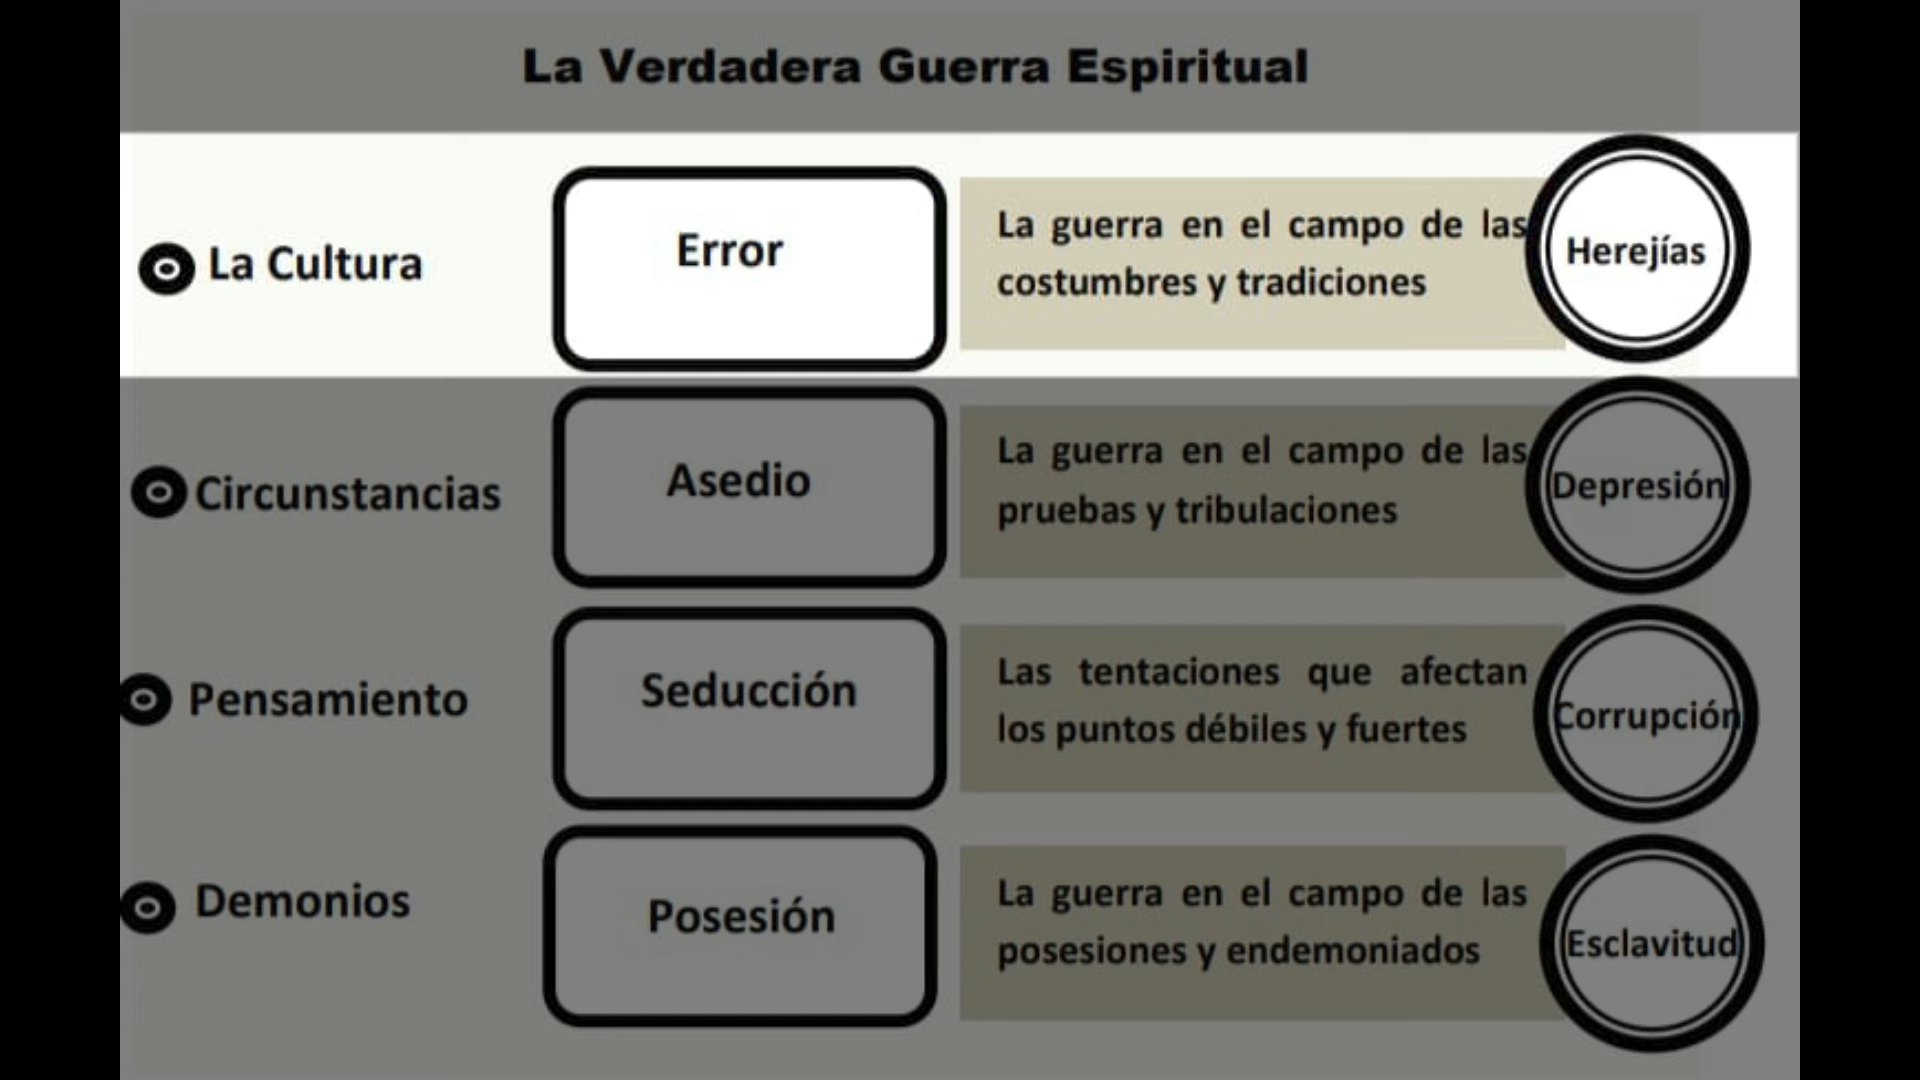 La Verdadera Guerra Espiritual
La Cultura
Error
La guerra en el campo de las
costumbres y tradiciones
Herejías
Circunstancias
Asedio
La guerra en el campo de las
pruebas y tribulaciones
Depresión
Pensamiento
Seducción
Las tentaciones que afectan
los puntos débiles y fuertes
Corrupción
Demonios
Posesión
La guerra en el campo de las
posesiones y endemoniados
Esclavitud